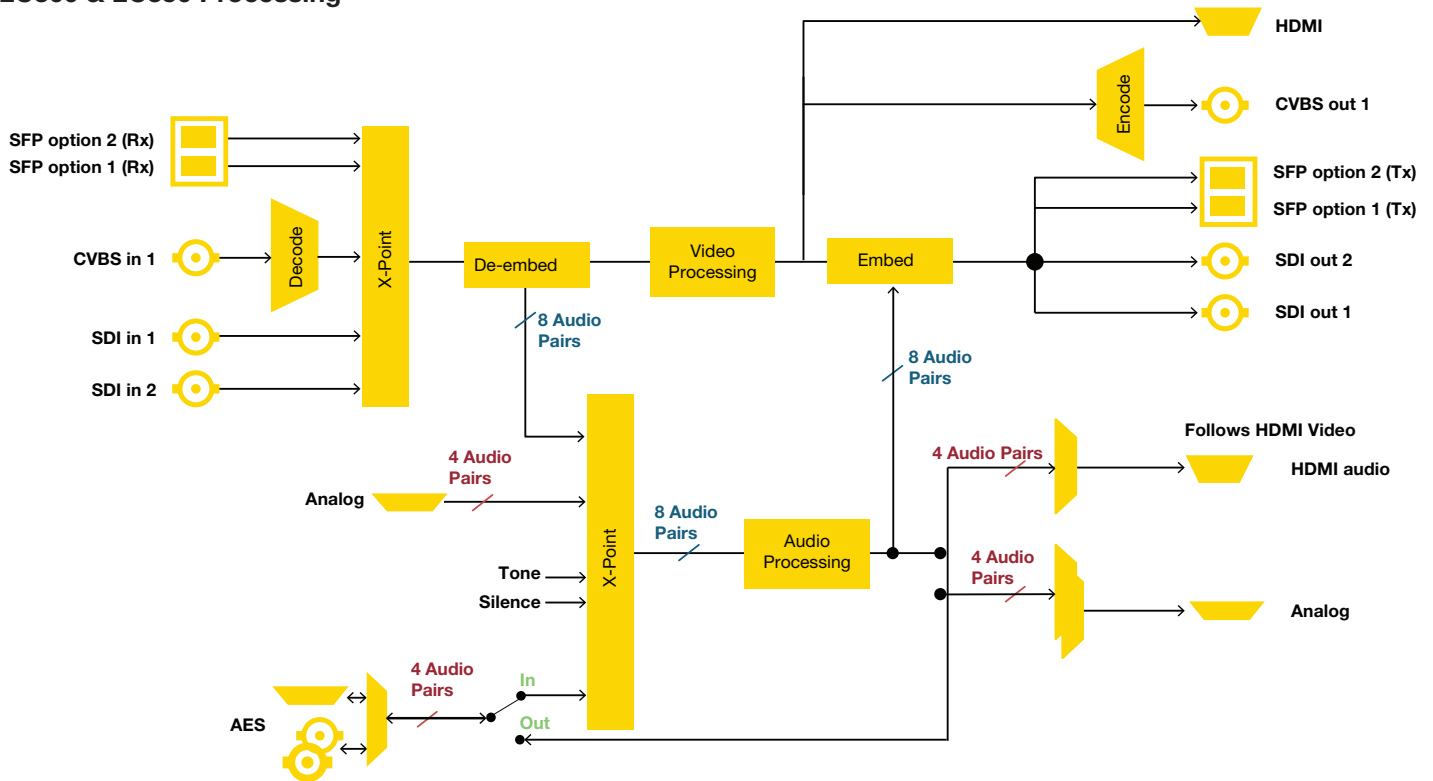 HDMI
CVBS out 1
Encode
SFP option 2 (Rx)
SFP option 1 (Rx)
SFP option 2 (Tx)
SFP option 1 (Tx)
CVBS in 1
Decode
X-Point
De-embed
Video
Processing
Embed
SDI out 2
SDI out 1
SDI in 1
SDI in 2
8 Audio
Pairs
8 Audio
Pairs
4 Audio
Pairs
Analog
Tone
Silence
X-Point
8 Audio
Pairs
Audio
Processing
4 Audio Pairs
Follows HDMI Video
HDMI audio
4 Audio
Pairs
Analog
4 Audio
Pairs
In
Out
AES